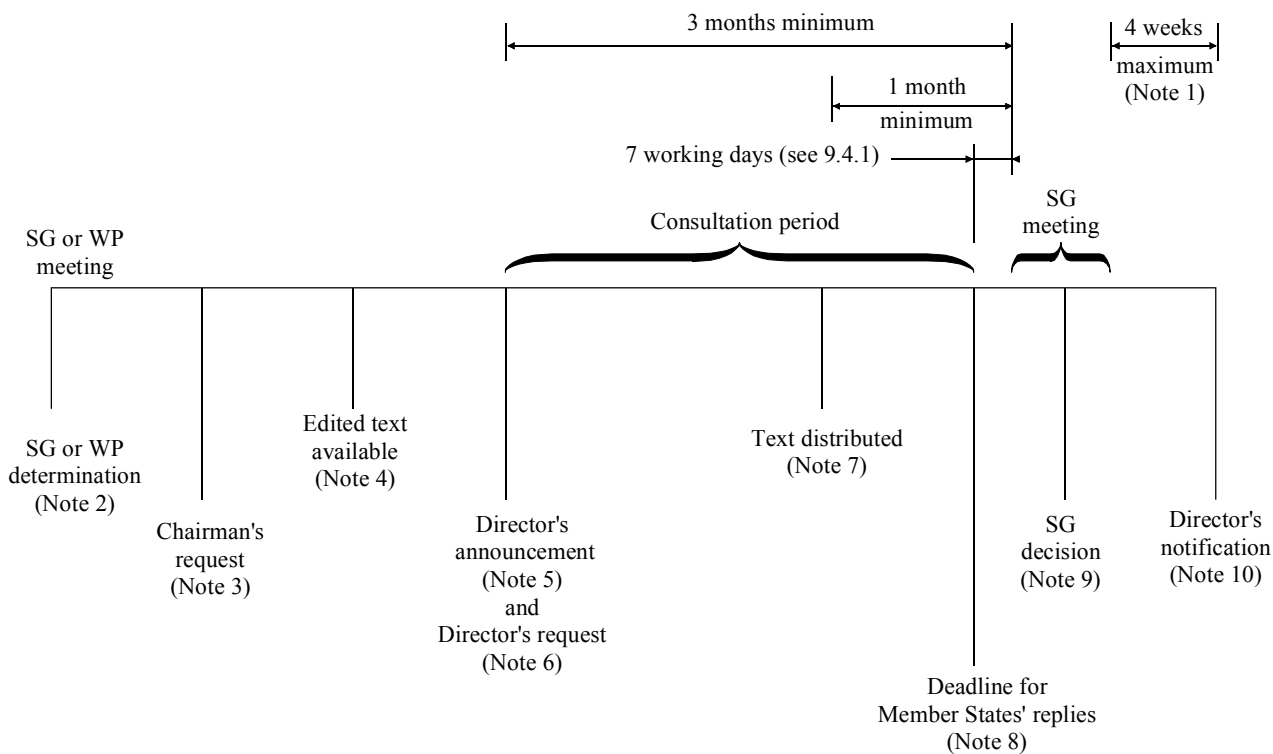 3 months minimum
4 weeks
maximum
(Note 1)
1 month
minimum
7 working days (see 9.4.1)
SG or WP
meeting
Consultation period
SG
meeting
SG or WP
determination
(Note 2)
Chairman's
request
(Note 3)
Edited text
available
(Note 4)
Director's
announcement
(Note 5)
and
Director's request
(Note 6)
Text distributed
(Note 7)
Deadline for
Member States' replies
(Note 8)
SG
decision
(Note 9)
Director's
notification
(Note 10)